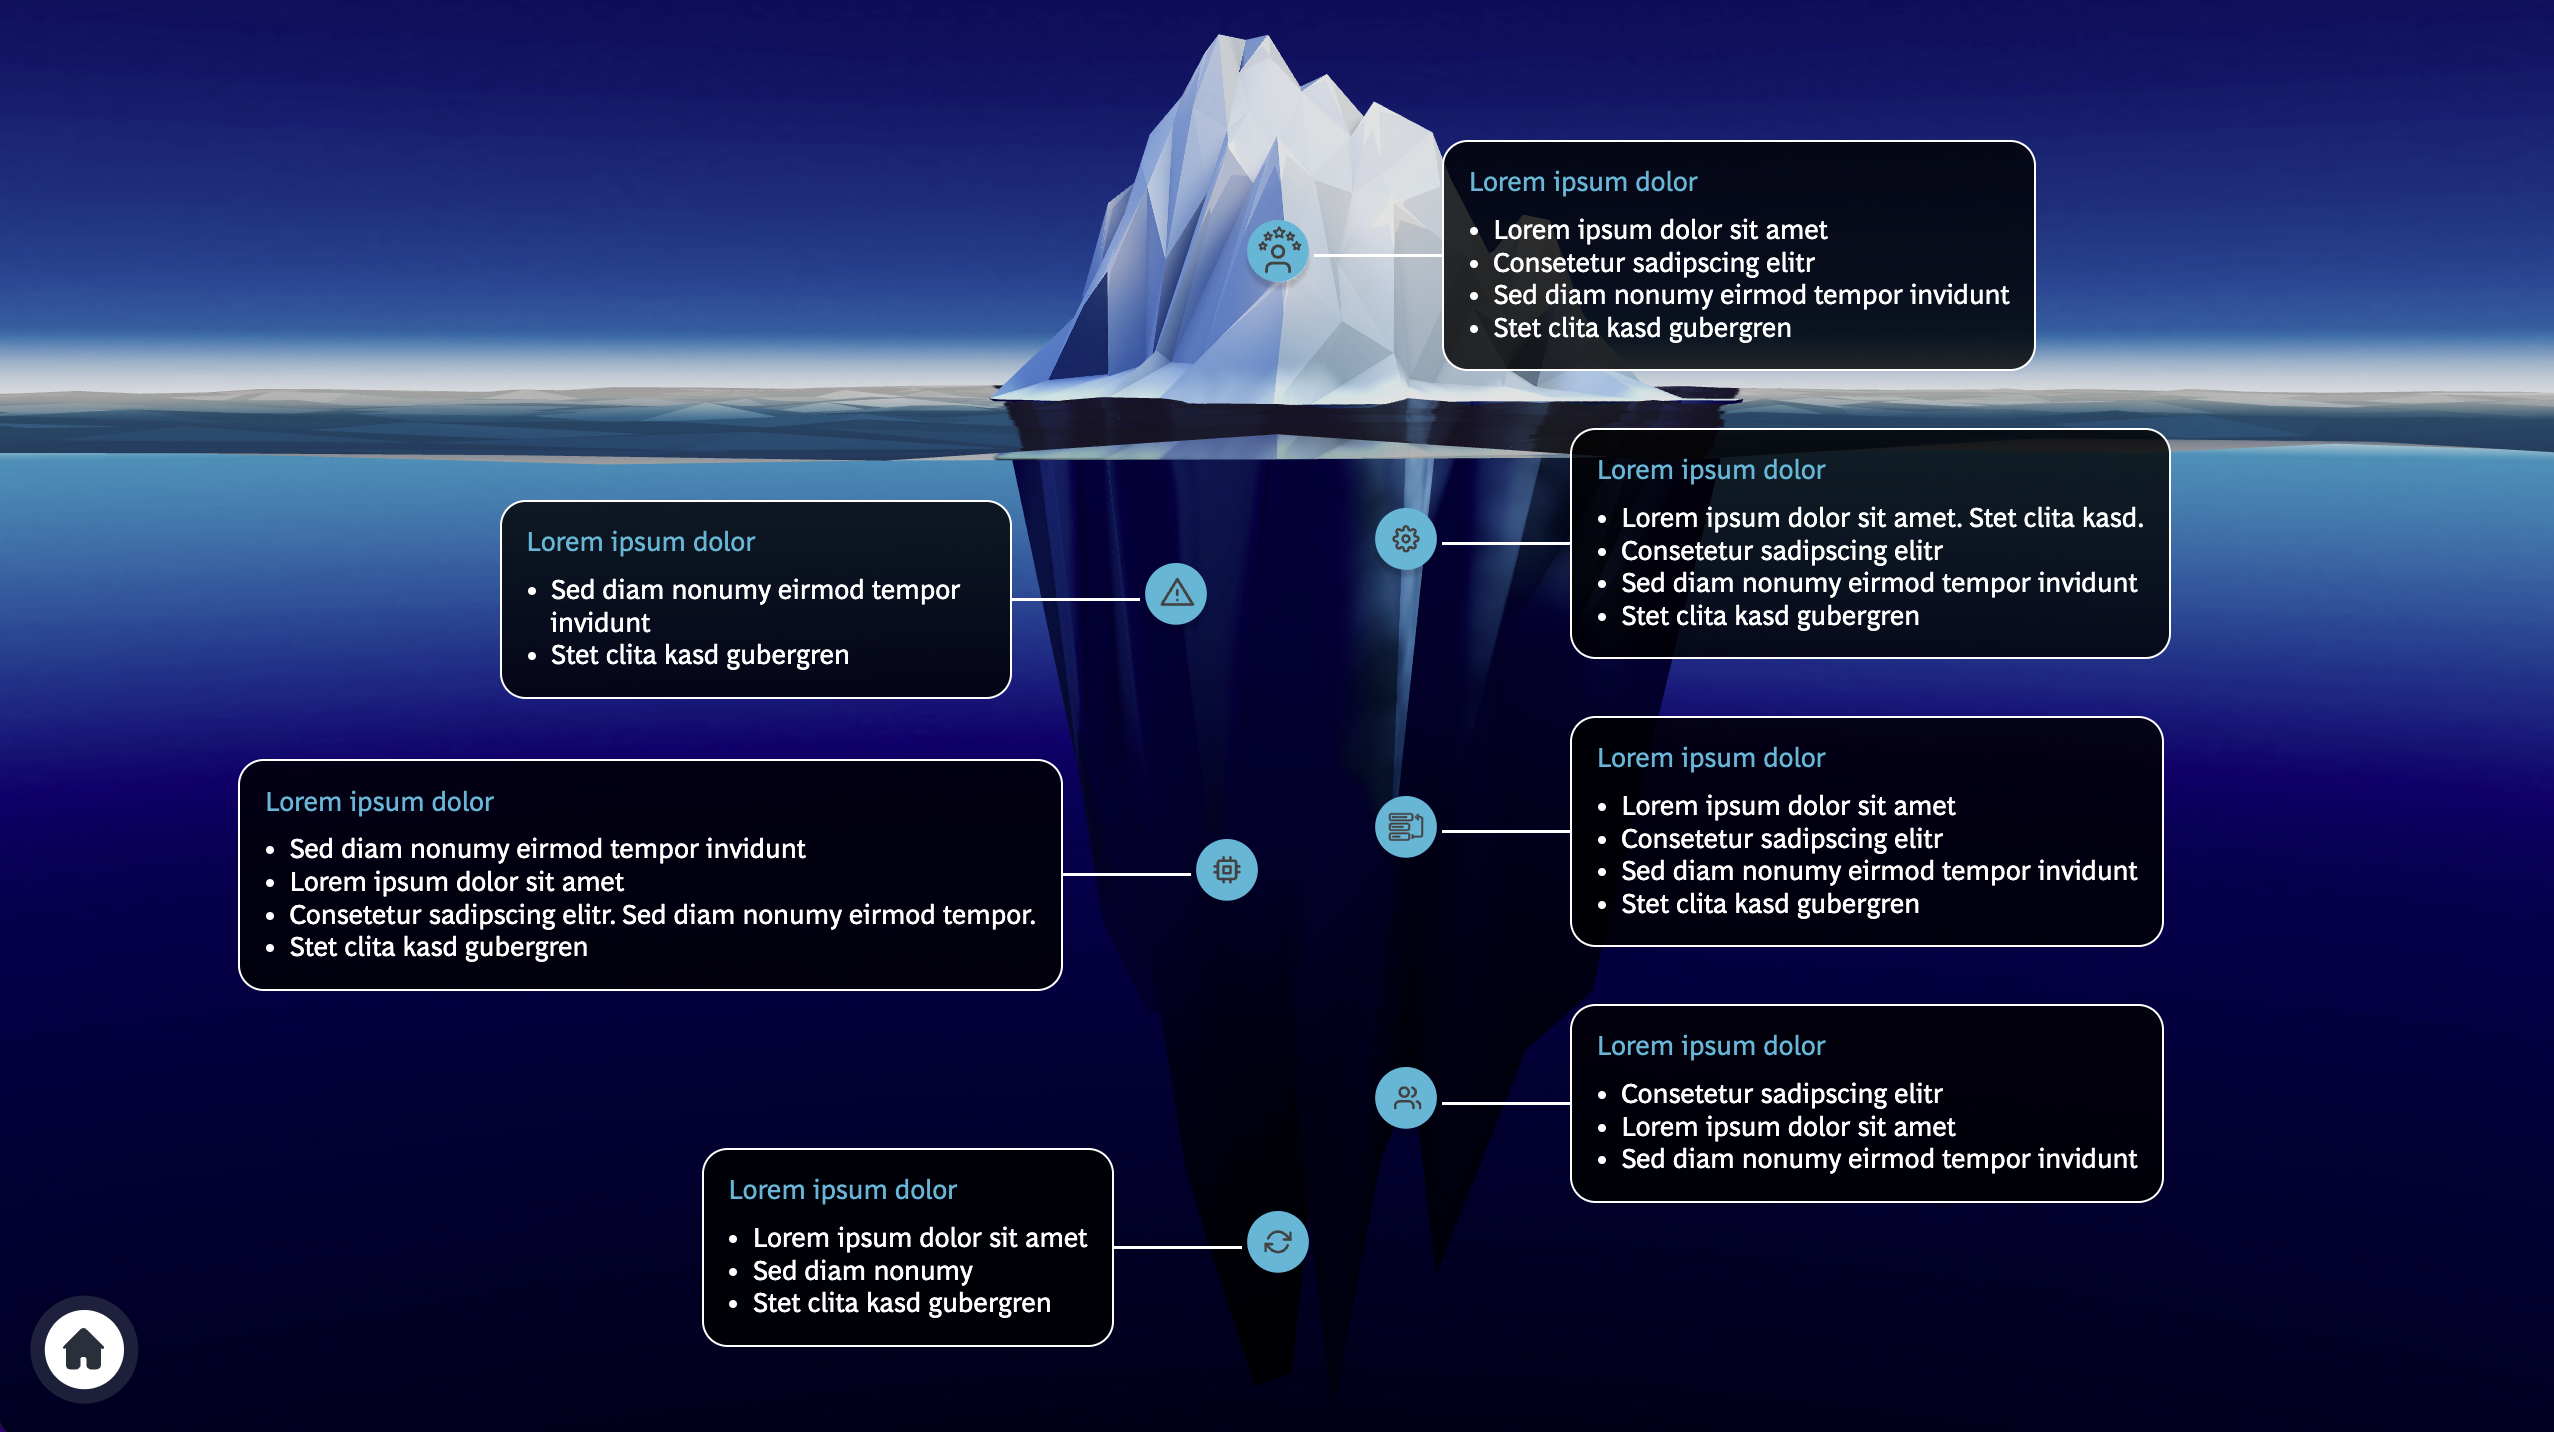 Lorem ipsum dolor
• Lorem ipsum dolor sit amet
• Consetetur sadipscing elitr
• Sed diam nonumy eirmod tempor invidunt
• Stet clita kasd gubergren
Lorem ipsum dolor
• Lorem ipsum dolor sit amet. Stet clita kasd.
• Consetetur sadipscing elitr
• Sed diam nonumy eirmod tempor invidunt
• Stet clita kasd gubergren
Lorem ipsum dolor
• Sed diam nonumy eirmod tempor
invidunt
• Stet clita kasd gubergren
Lorem ipsum dolor
• Lorem ipsum dolor sit amet
• Consetetur sadipscing elitr
• Sed diam nonumy eirmod tempor invidunt
• Stet clita kasd gubergren
Lorem ipsum dolor
• Sed diam nonumy eirmod tempor invidunt
• Lorem ipsum dolor sit amet
• Consetetur sadipscing elitr. Sed diam nonumy eirmod tempor.
• Stet clita kasd gubergren
Lorem ipsum dolor
• Consetetur sadipscing elitr
• Lorem ipsum dolor sit amet
• Sed diam nonumy eirmod tempor invidunt
Lorem ipsum dolor
• Lorem ipsum dolor sit amet
• Sed diam nonumy
• Stet clita kasd gubergren